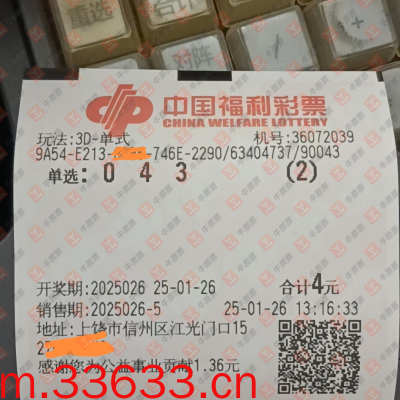 重选
合计
对阵
+
中国福利彩票
CHINA WELFARE LOTTERY
玩法:3D-单式 机号:36072039
9A54-E213- -746E-2290/63404737/90043
单选: 0 4 3 (2)
开奖期:2025026 25-01-26 合计4元
销售期:2025026-5 25-01-26 13:16:33
地址:上饶市信州区江光门口15
27
感谢您为公益事业贡献1.36元
m.33633.cn